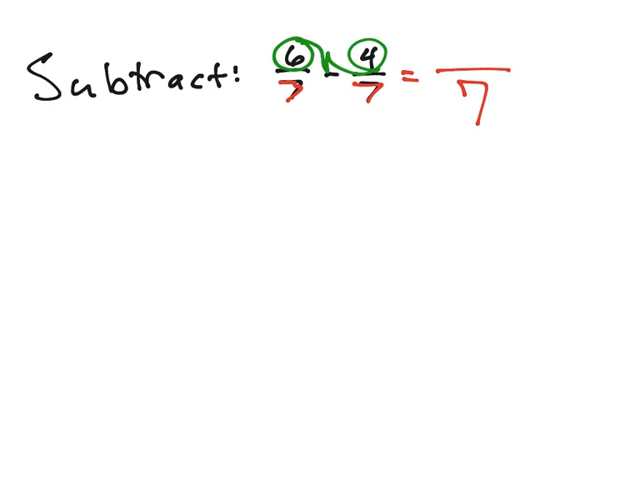 Subtract: 6/7 - 4/7 = /7